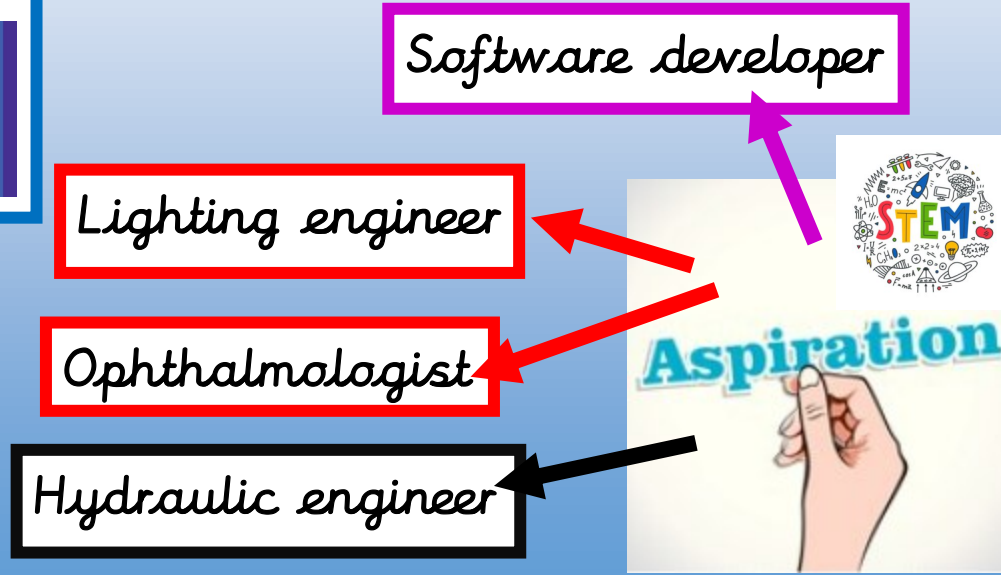 Software developer
Lighting engineer
STEM
Ophthalmologist
Aspiration
Hydraulic engineer